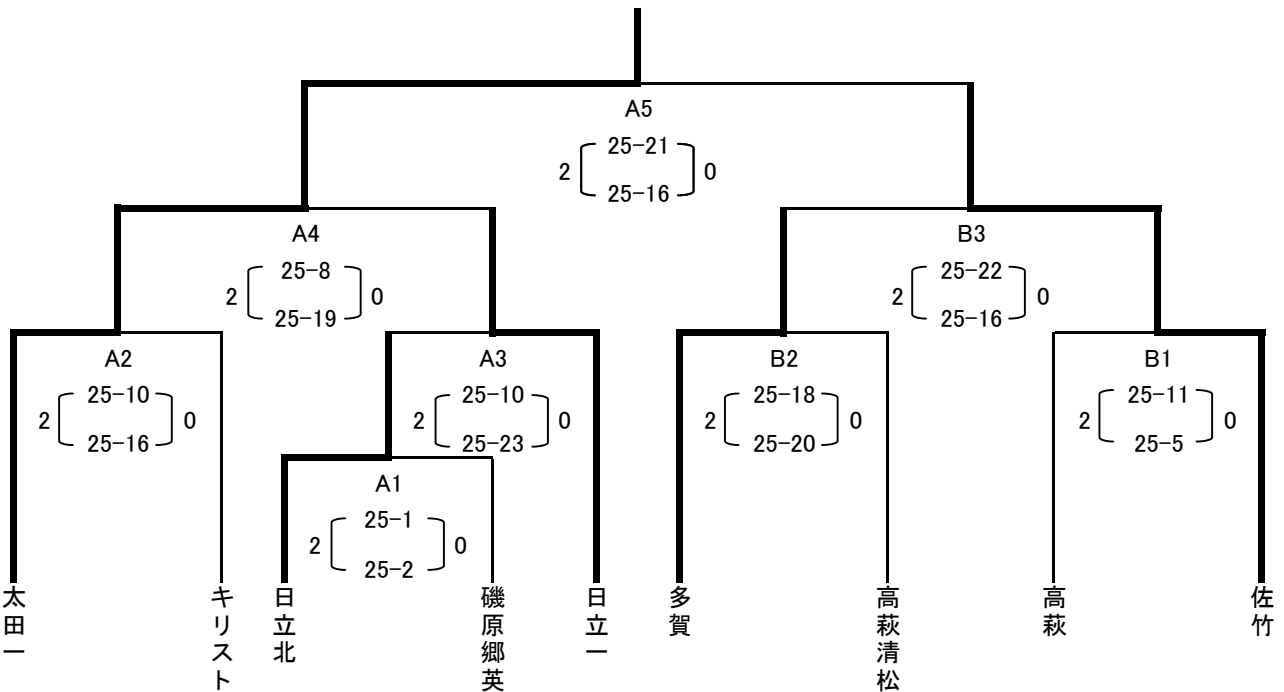 A5
25-21
2 0
25-16
A4
25-8
2 0
25-19
B3
25-22
2 0
25-16
A2
25-10
2 0
25-16
A3
25-10
2 0
25-23
B2
25-18
2 0
25-20
B1
25-11
2 0
25-5
A1
25-1
2 0
25-2
太田一
キリスト
日立北
磯原郷英
日立一
多賀
高萩清松
高萩
佐竹